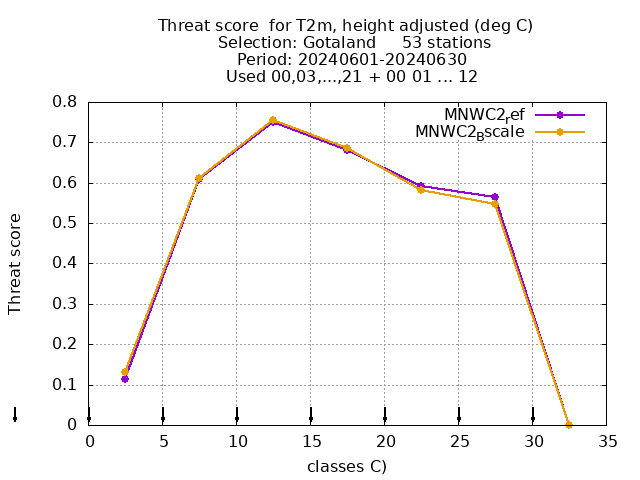 Threat score  for T2m, height adjusted (deg C)
Selection: Gotaland     53 stations
Period: 20240601-20240630
Used 00,03,...,21 + 00 01 ... 12
MNWC2ref
MNWC2Bscale
0.8
0.7
0.6
0.5
0.4
0.3
0.2
0.1
0
Threat score
0 5 10 15 20 25 30 35
classes C)